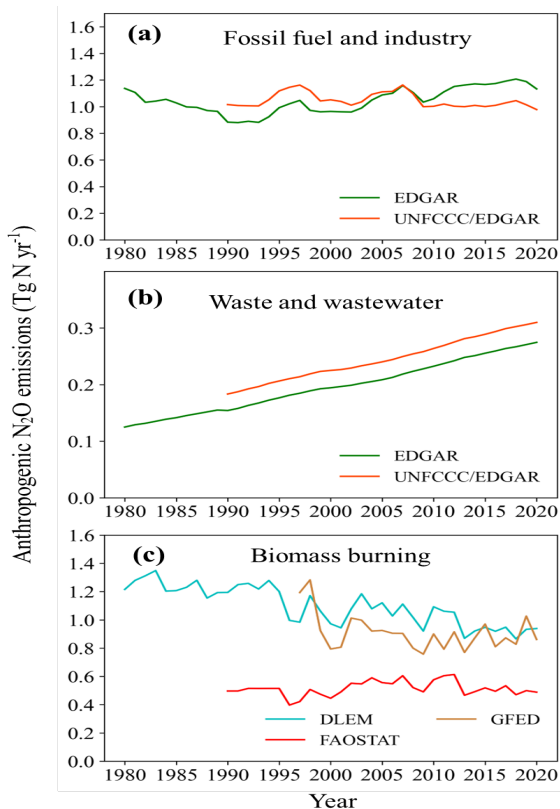 Anthropogenic N₂O emissions (Tg N yr⁻¹)
(a) Fossil fuel and industry
1.6
1.4
1.2
1.0
0.8
0.6
0.4
0.2
0.0
EDGAR
UNFCCC/EDGAR
1980 1985 1990 1995 2000 2005 2010 2015 2020
(b) Waste and wastewater
0.3
0.2
0.1
0.0
EDGAR
UNFCCC/EDGAR
1980 1985 1990 1995 2000 2005 2010 2015 2020
(c) Biomass burning
1.6
1.4
1.2
1.0
0.8
0.6
0.4
0.2
0.0
DLEM GFED
FAOSTAT
1980 1985 1990 1995 2000 2005 2010 2015 2020
Year